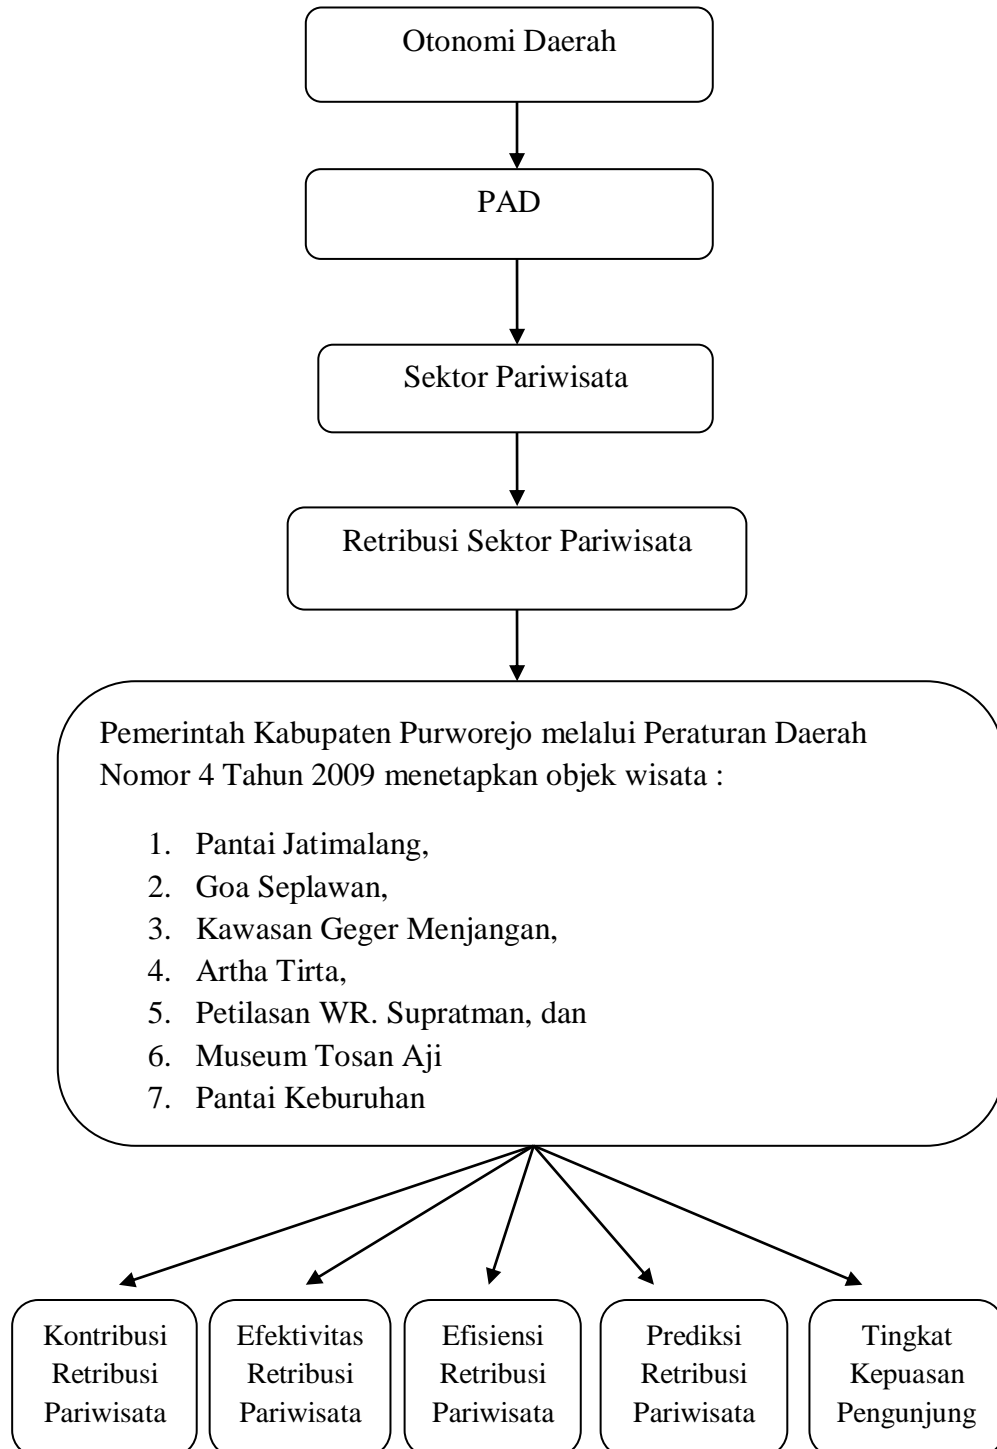 Otonomi Daerah
PAD
Sektor Pariwisata
Retribusi Sektor Pariwisata
Pemerintah Kabupaten Purworejo melalui Peraturan Daerah
Nomor 4 Tahun 2009 menetapkan objek wisata :
1. Pantai Jatimalang,
2. Goa Seplawan,
3. Kawasan Geger Menjangan,
4. Artha Tirta,
5. Petilasan WR. Supratman, dan
6. Museum Tosan Aji
7. Pantai Keburuhan
Kontribusi
Retribusi
Pariwisata
Efektivitas
Retribusi
Pariwisata
Efisiensi
Retribusi
Pariwisata
Prediksi
Retribusi
Pariwisata
Tingkat
Kepuasan
Pengunjung